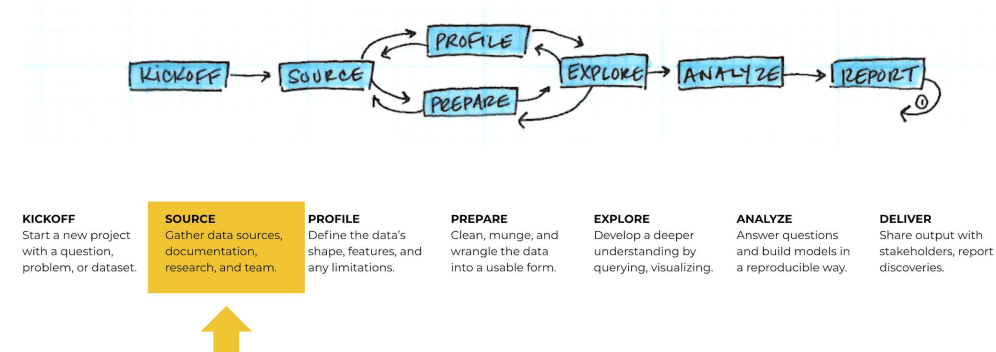 KICKOFF
SOURCE
PROFILE
PREPARE
EXPLORE
ANALYZE
REPORT
1
KICKOFF
Start a new project
with a question,
problem, or dataset.
SOURCE
Gather data sources,
documentation,
research, and team.
PROFILE
Define the data's
shape, features, and
any limitations.
PREPARE
Clean, munge, and
wrangle the data
into a usable form.
EXPLORE
Develop a deeper
understanding by
querying, visualizing.
ANALYZE
Answer questions
and build models in
a reproducible way.
DELIVER
Share output with
stakeholders, report
discoveries.